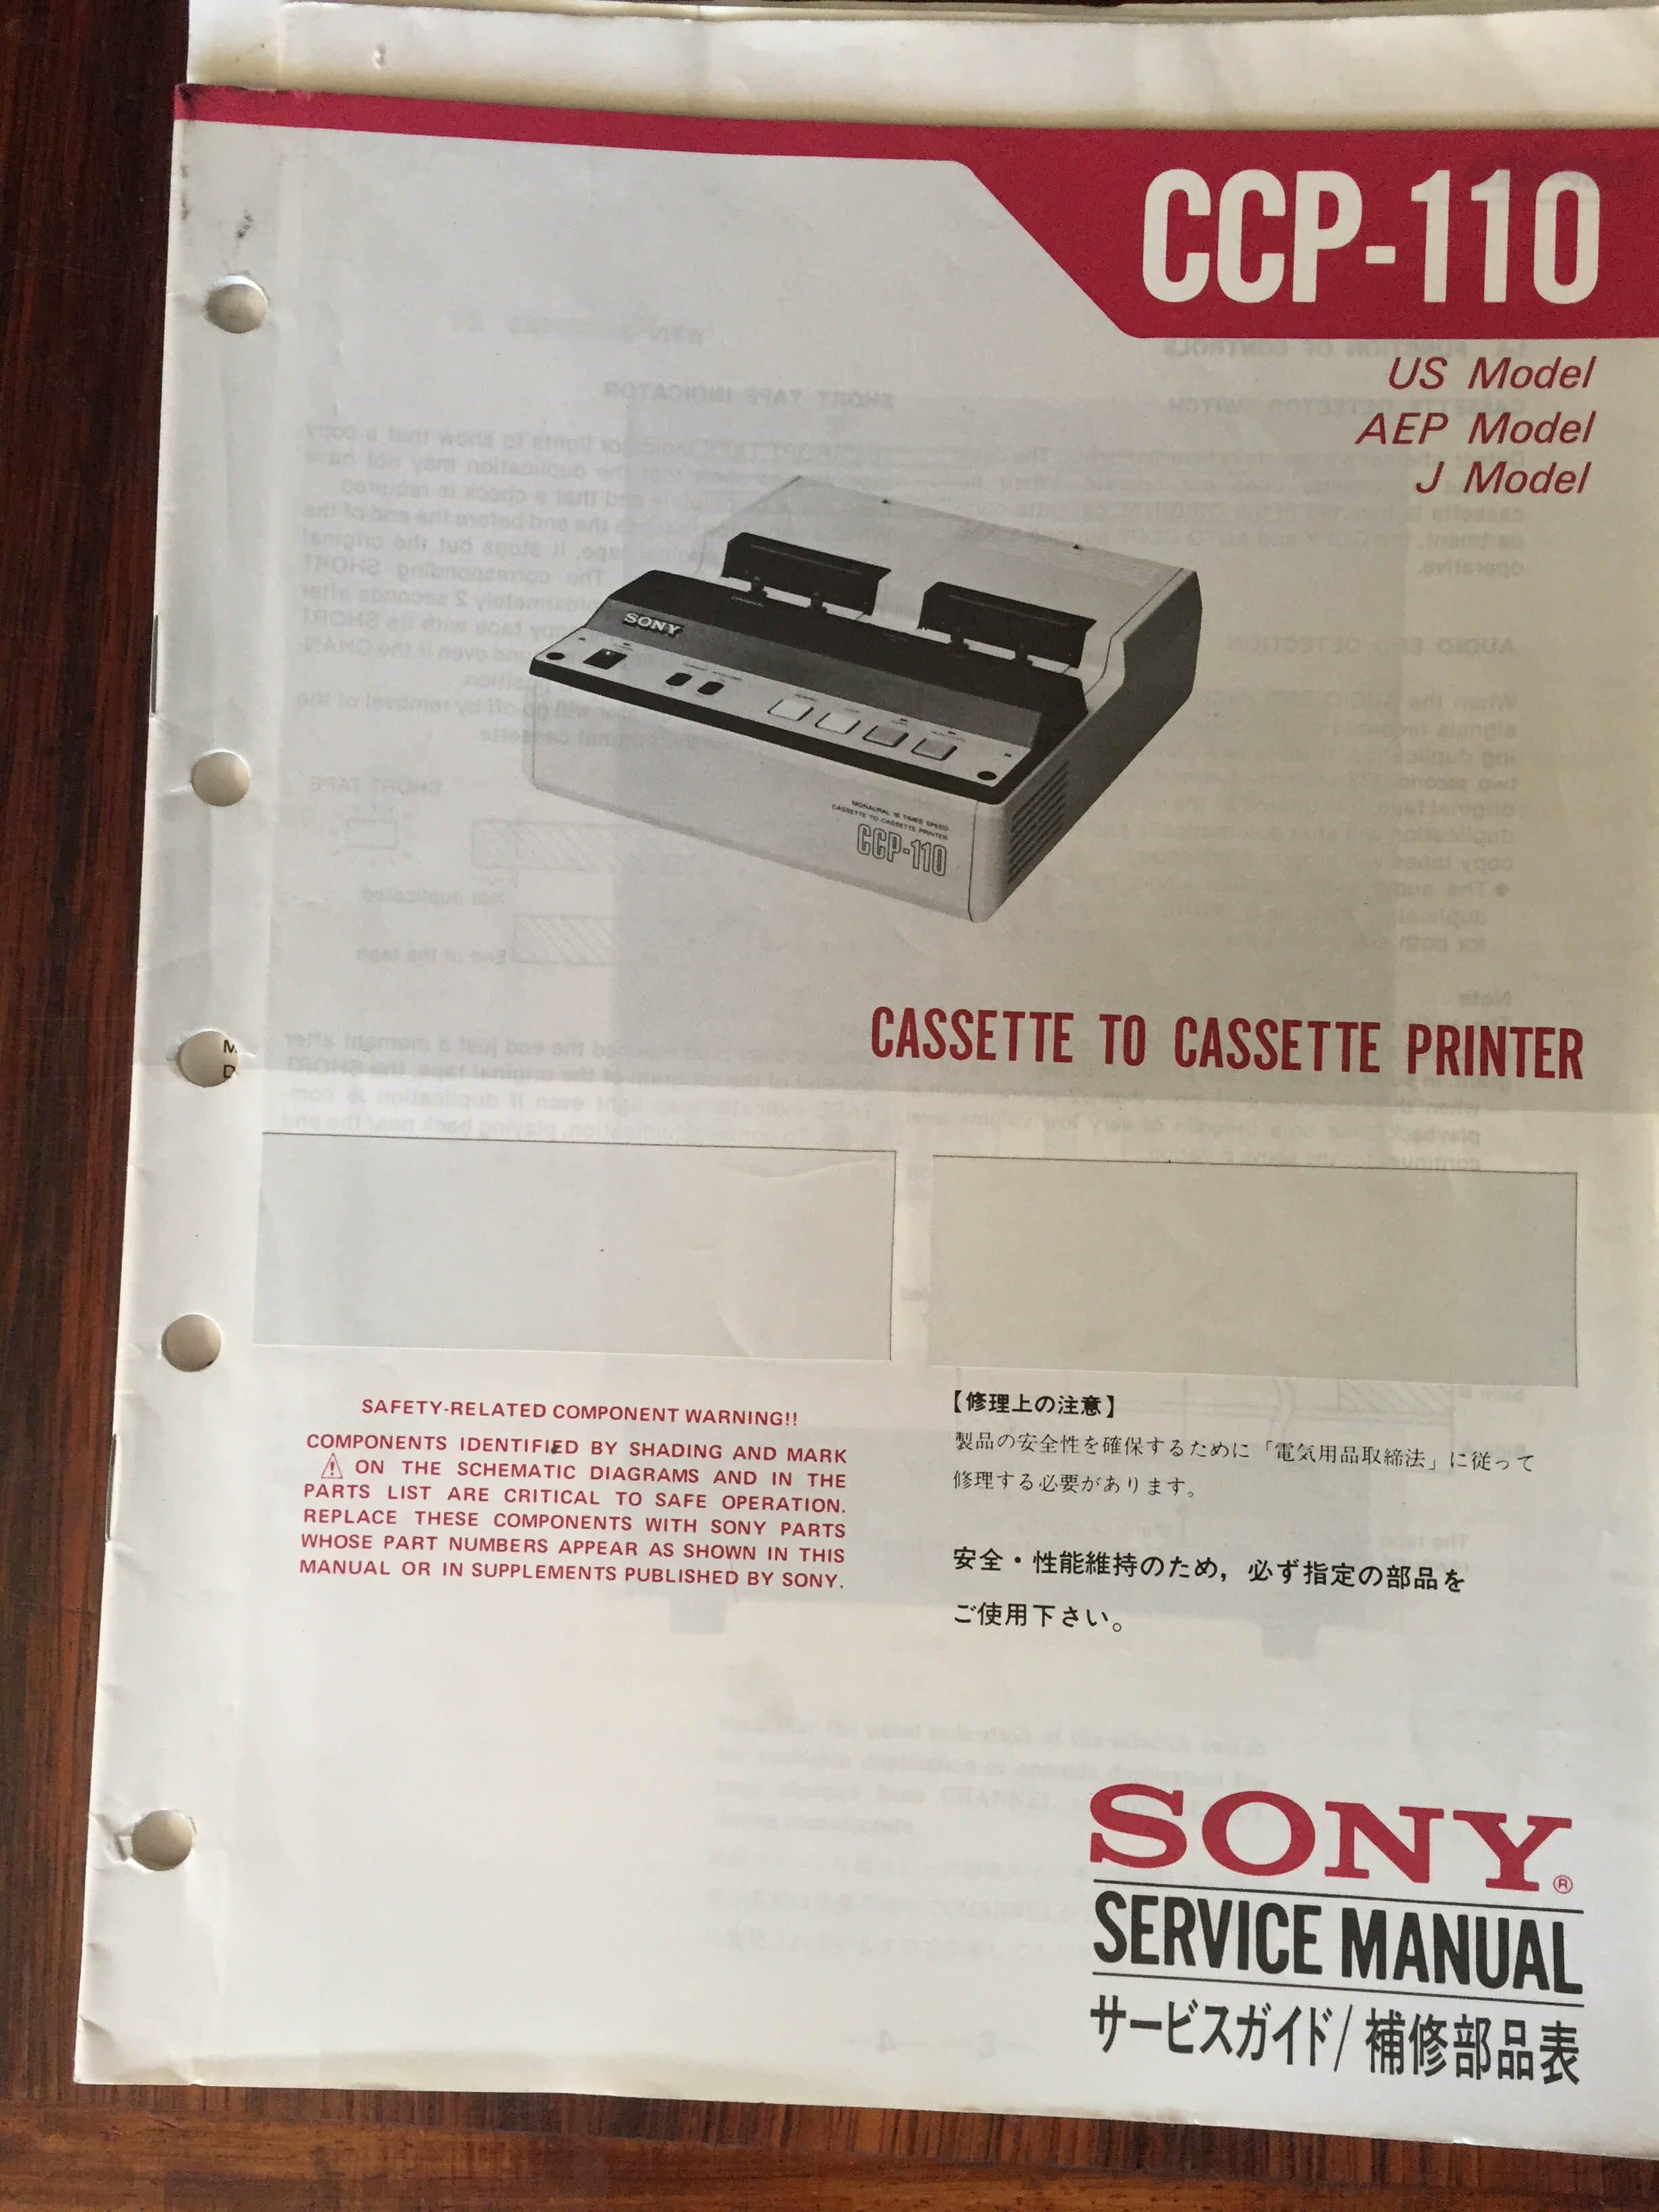 CCP-110
US Model
AEP Model
J Model
SONY
MONAURAL 16 TIMES SPEED
CASSETTE TO CASSETTE PRINTER
CCP-110
CASSETTE TO CASSETTE PRINTER
SAFETY-RELATED COMPONENT WARNING!!
COMPONENTS IDENTIFIED BY SHADING AND MARK
⚠ ON THE SCHEMATIC DIAGRAMS AND IN THE
PARTS LIST ARE CRITICAL TO SAFE OPERATION.
REPLACE THESE COMPONENTS WITH SONY PARTS
WHOSE PART NUMBERS APPEAR AS SHOWN IN THIS
MANUAL OR IN SUPPLEMENTS PUBLISHED BY SONY.
【修理上の注意】
製品の安全性を確保するために「電気用品取締法」に従って
修理する必要があります。
安全・性能維持のため，必ず指定の部品を
ご使用下さい。
SONY®
SERVICE MANUAL
サービスガイド/補修部品表